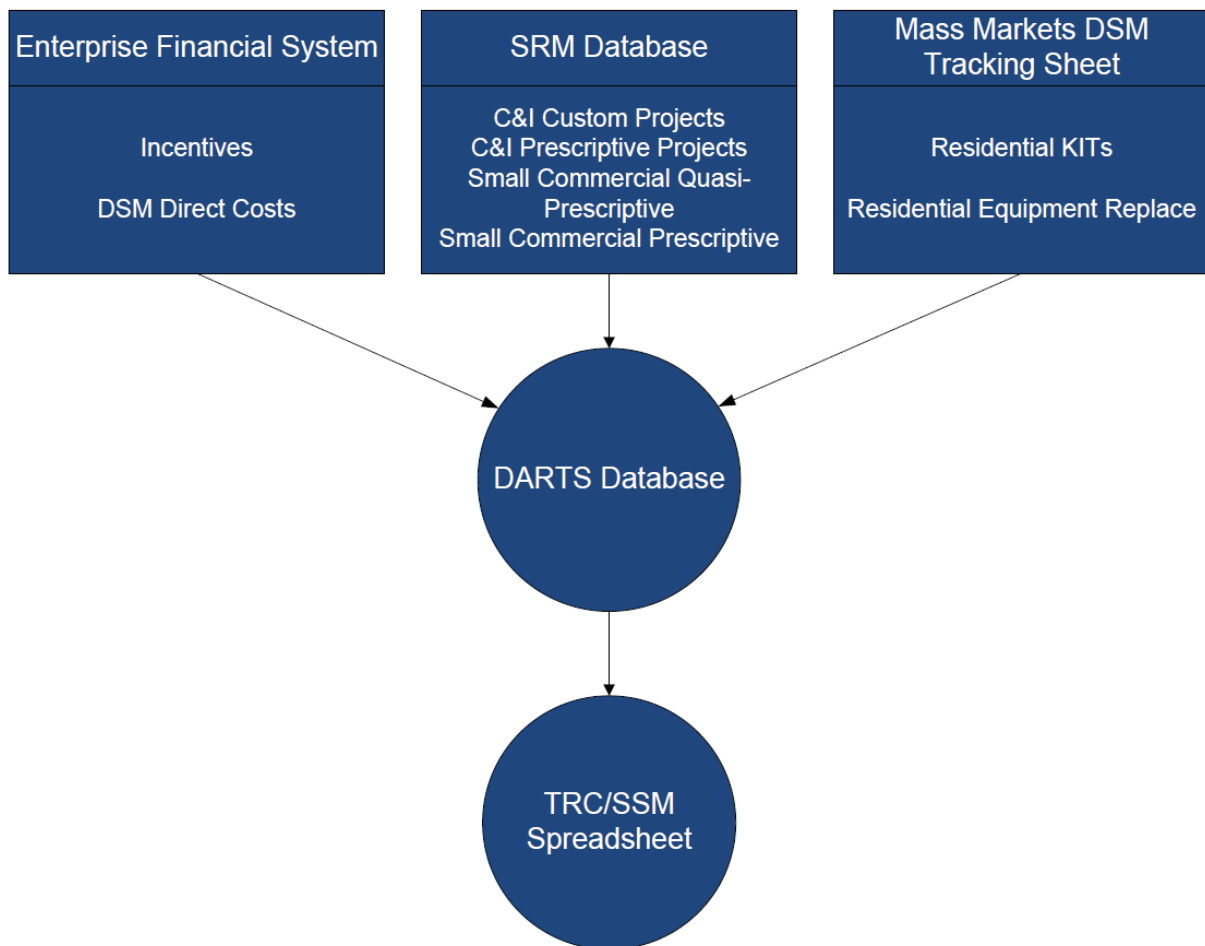 Enterprise Financial System
Incentives
DSM Direct Costs
SRM Database
C&I Custom Projects
C&I Prescriptive Projects
Small Commercial Quasi-
Prescriptive
Small Commercial Prescriptive
Mass Markets DSM
Tracking Sheet
Residential KITs
Residential Equipment Replace
DARTS Database
TRC/SSM
Spreadsheet